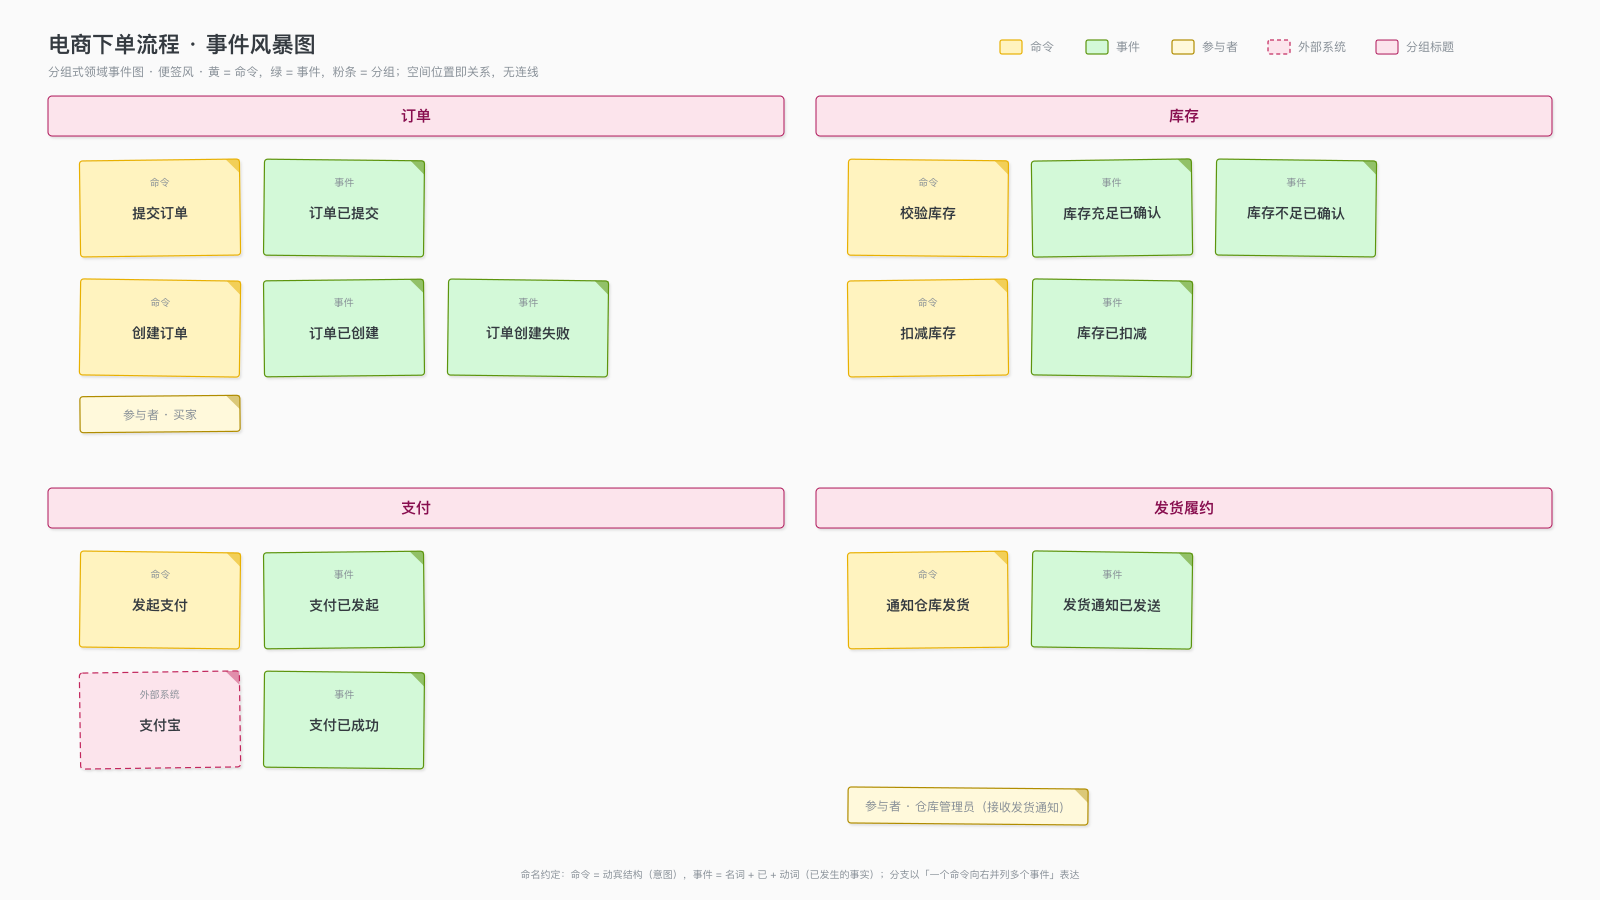 电商下单流程 · 事件风暴图
分组式领域事件图 · 便签风 · 黄 = 命令，绿 = 事件，粉条 = 分组；空间位置即关系，无连线
命令
事件
参与者
外部系统
分组标题
订单
命令
提交订单
事件
订单已提交
命令
创建订单
事件
订单已创建
事件
订单创建失败
参与者 · 买家
库存
命令
校验库存
事件
库存充足已确认
事件
库存不足已确认
命令
扣减库存
事件
库存已扣减
支付
命令
发起支付
事件
支付已发起
外部系统
支付宝
事件
支付已成功
发货履约
命令
通知仓库发货
事件
发货通知已发送
参与者 · 仓库管理员（接收发货通知）
命名约定：命令 = 动宾结构（意图），事件 = 名词 + 已 + 动词（已发生的事实）；分支以「一个命令向右并列多个事件」表达